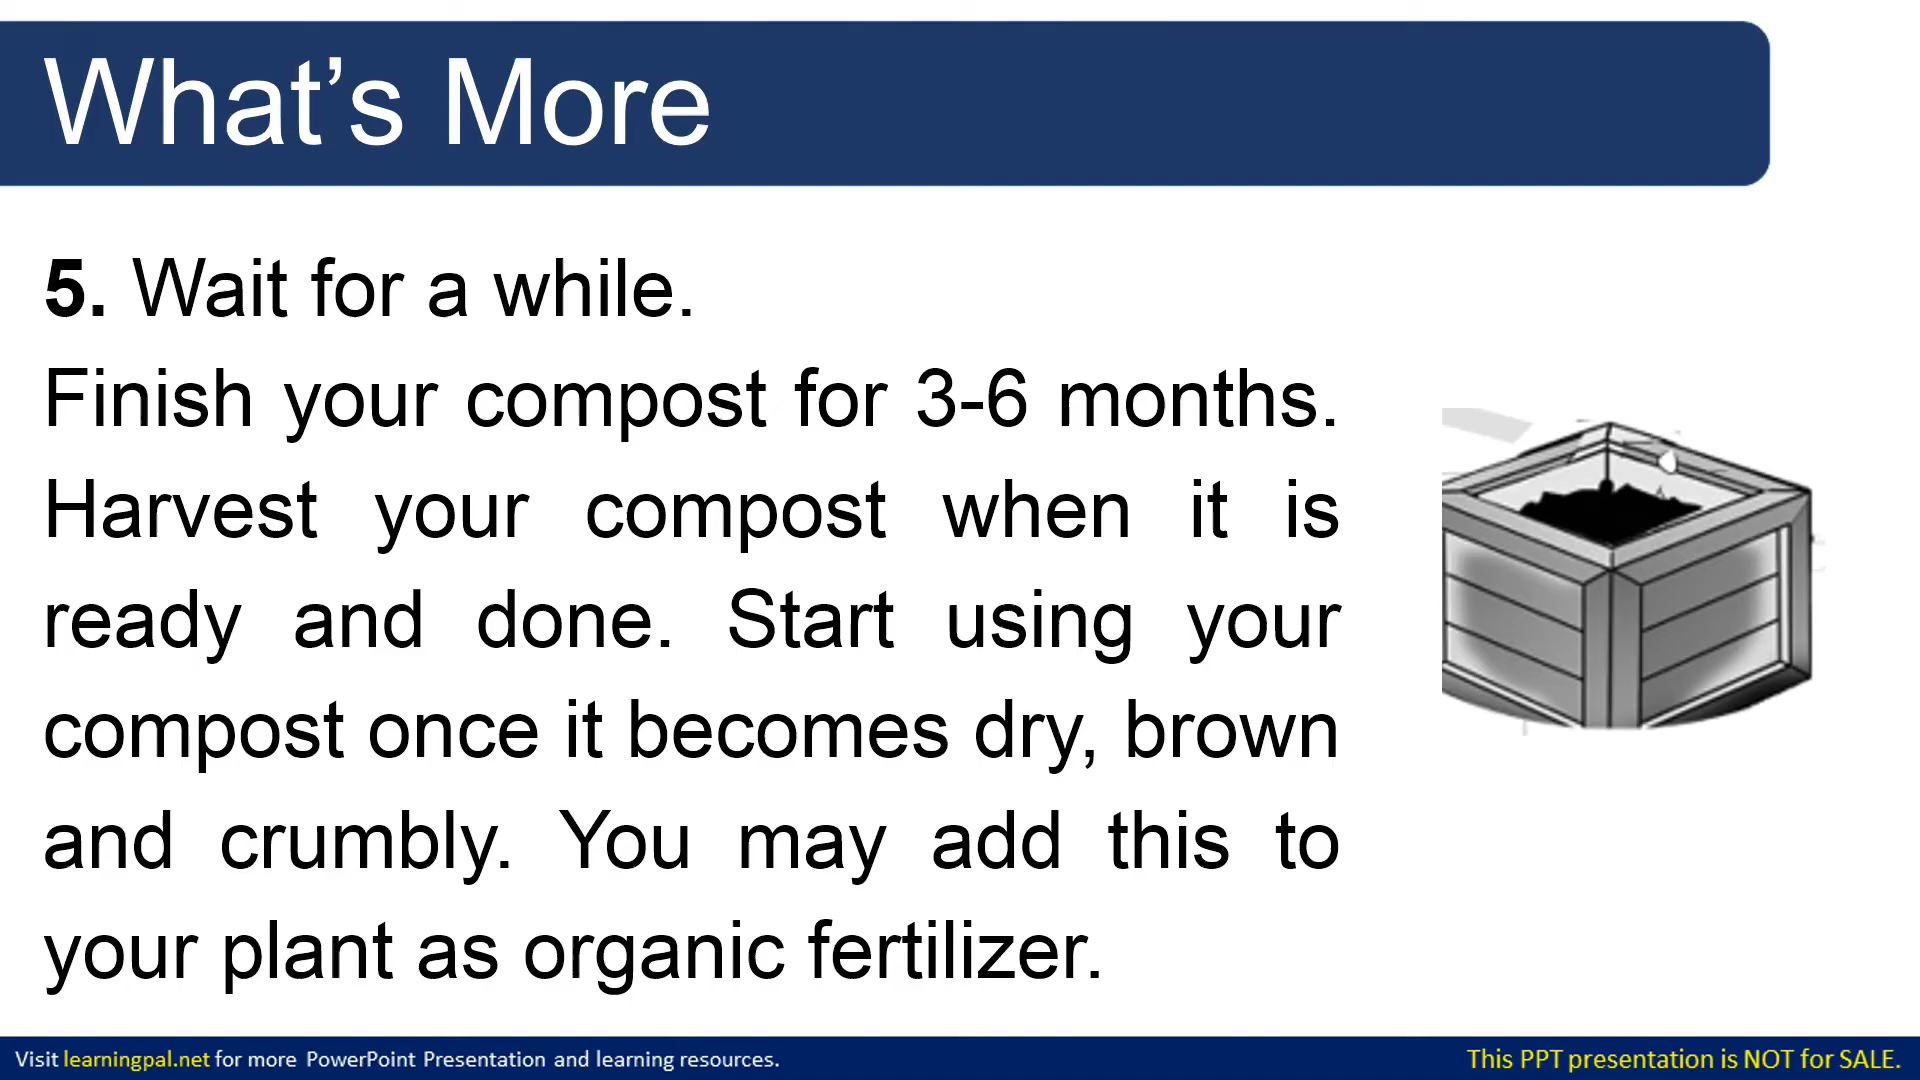 What’s More
5. Wait for a while.
Finish your compost for 3-6 months.
Harvest your compost when it is
ready and done. Start using your
compost once it becomes dry, brown
and crumbly. You may add this to
your plant as organic fertilizer.
Visit learningpal.net for more PowerPoint Presentation and learning resources.
This PPT presentation is NOT for SALE.